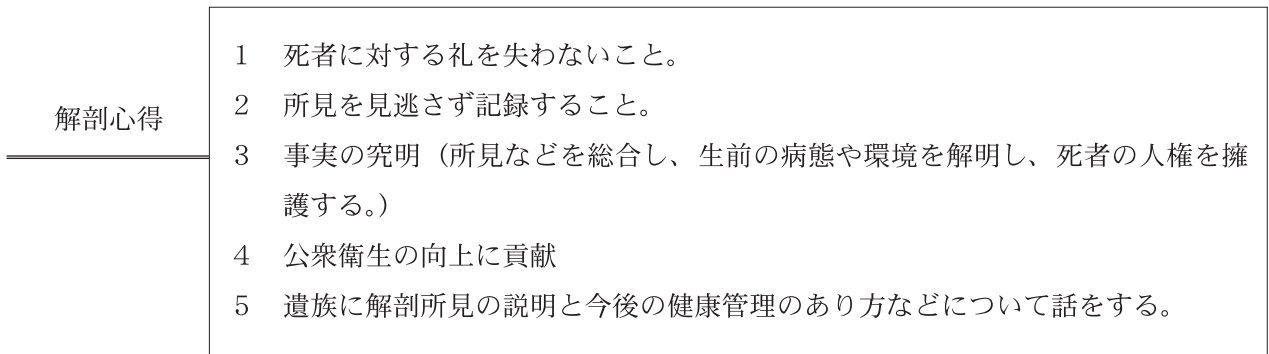 解剖心得
1 死者に対する礼を失わないこと。
2 所見を見逃さず記録すること。
3 事実の究明（所見などを総合し、生前の病態や環境を解明し、死者の人権を擁
護する。）
4 公衆衛生の向上に貢献
5 遺族に解剖所見の説明と今後の健康管理のあり方などについて話をする。